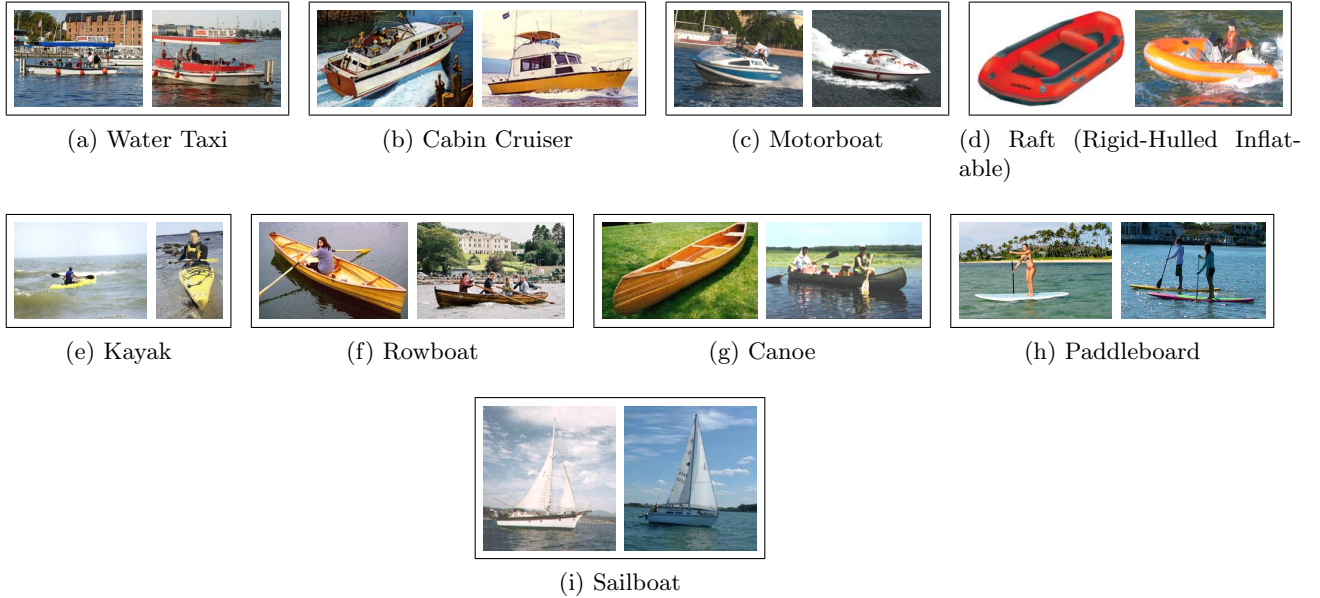 (a) Water Taxi
(b) Cabin Cruiser
(c) Motorboat
(d) Raft (Rigid-Hulled Inflat-
able)
(e) Kayak
(f) Rowboat
(g) Canoe
(h) Paddleboard
(i) Sailboat